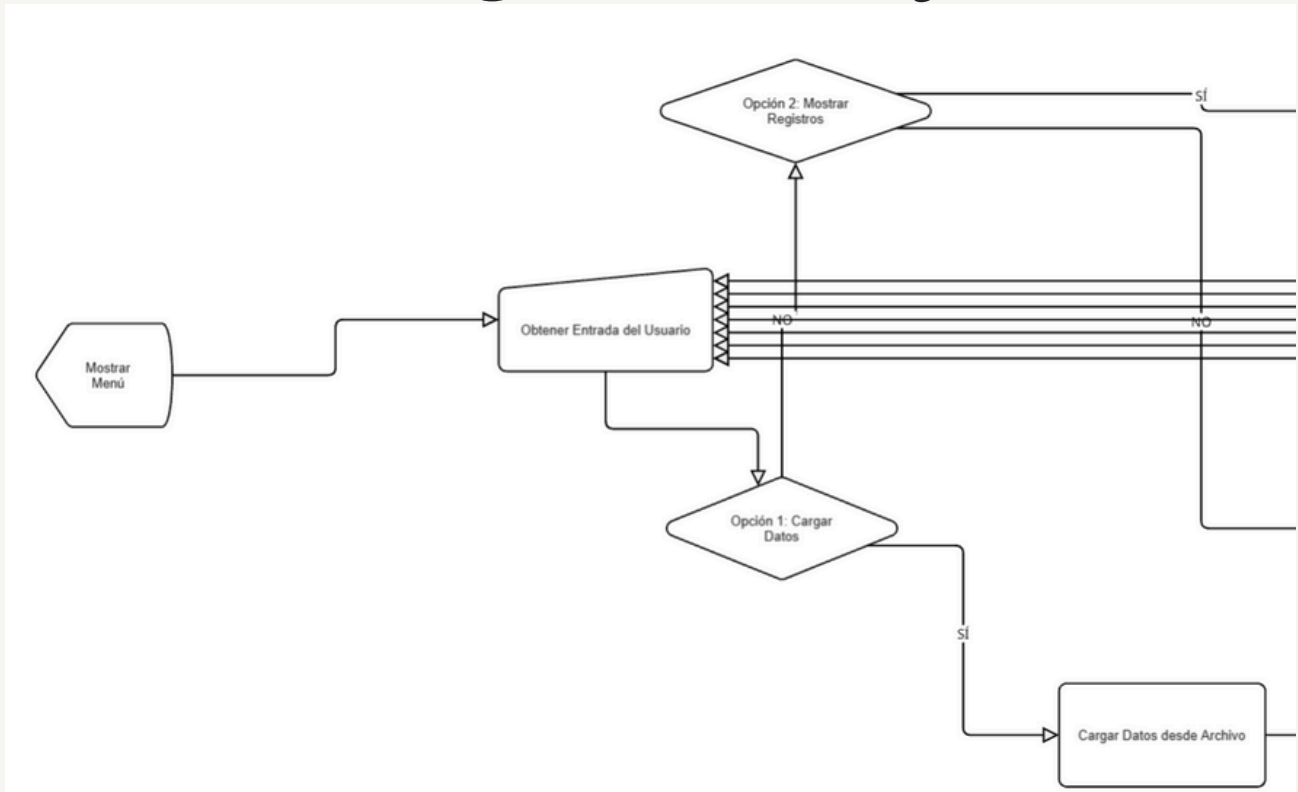 Opción 2: Mostrar
Registros
SÍ
Obtener Entrada del Usuario
NO
NO
Mostrar
Menú
Opción 1: Cargar
Datos
SÍ
Cargar Datos desde Archivo